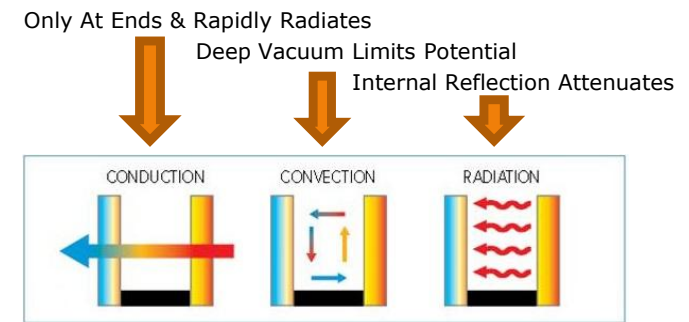 Only At Ends & Rapidly Radiates
Deep Vacuum Limits Potential
Internal Reflection Attenuates
CONDUCTION
CONVECTION
RADIATION